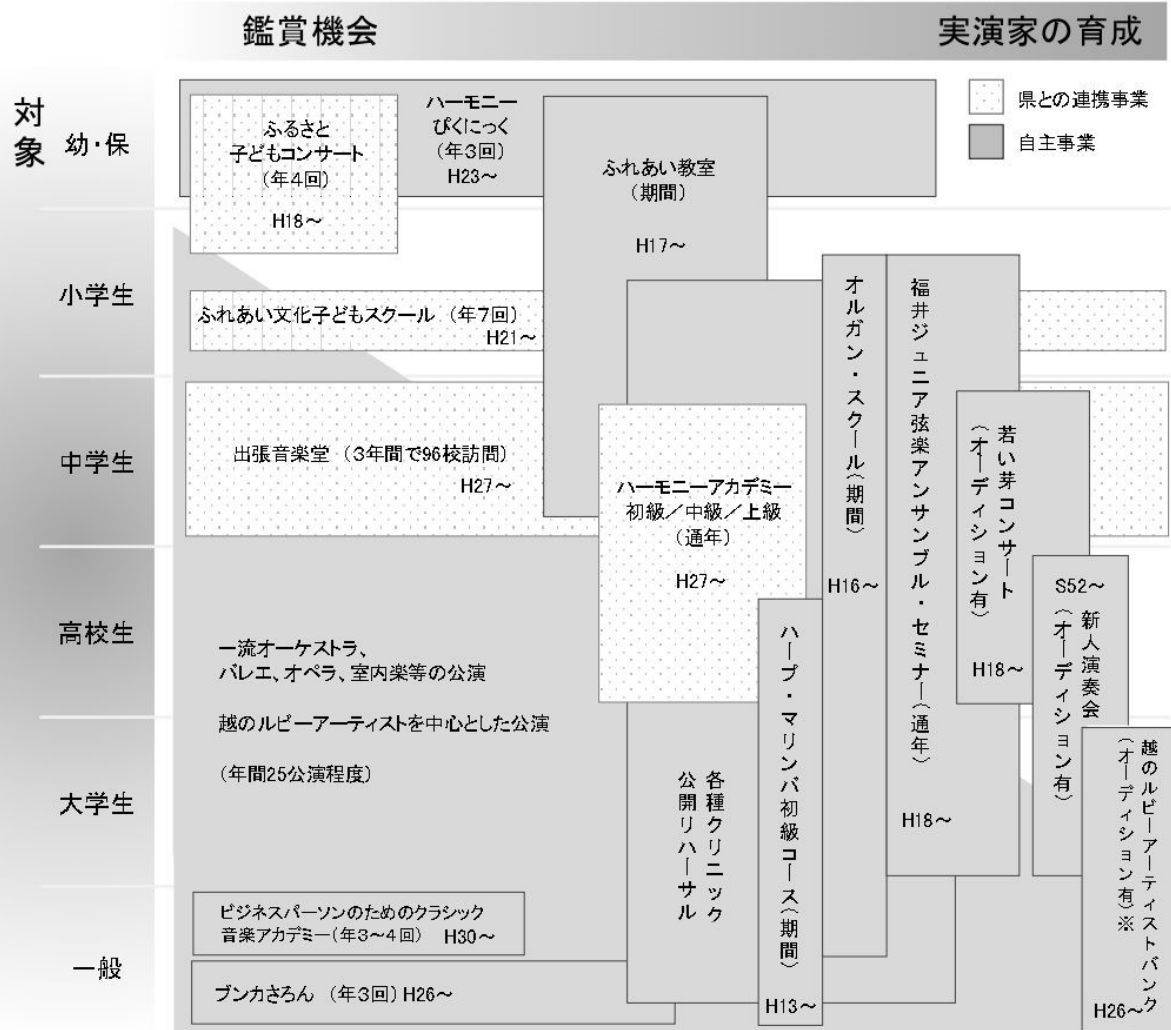 鑑賞機会
実演家の育成
対象
県との連携事業
自主事業
幼・保
ふるさと
子どもコンサート
(年4回)
H18～
ハーモニー
ぴくにっく
(年3回)
H23～
ふれあい教室
(期間)
H17～
小学生
ふれあい文化子どもスクール (年7回)
H21～
中学生
出張音楽堂 (3年間で96校訪問)
H27～
ハーモニーアカデミー
初級／中級／上級
(通年)
H27～
オルガン・スクール(期間)
H16～
福井ジュニア弦楽アンサンブル・セミナー(通年)
H18～
若い芽コンサート
(オーディション有)
H18～
高校生
一流オーケストラ、
バレエ、オペラ、室内楽等の公演
越のルビーアーティストを中心とした公演
(年間25公演程度)
S52～
新人演奏会
(オーディション有)
大学生
各種クリニック
公開リハーサル
ハープ・マリンバ初級コース(期間)
H13～
越のルビーアーティストバンク
(オーディション有)※
H26～
一般
ビジネスパーソンのためのクラシック
音楽アカデミー(年3～4回) H30～
ブンカさろん (年3回) H26～